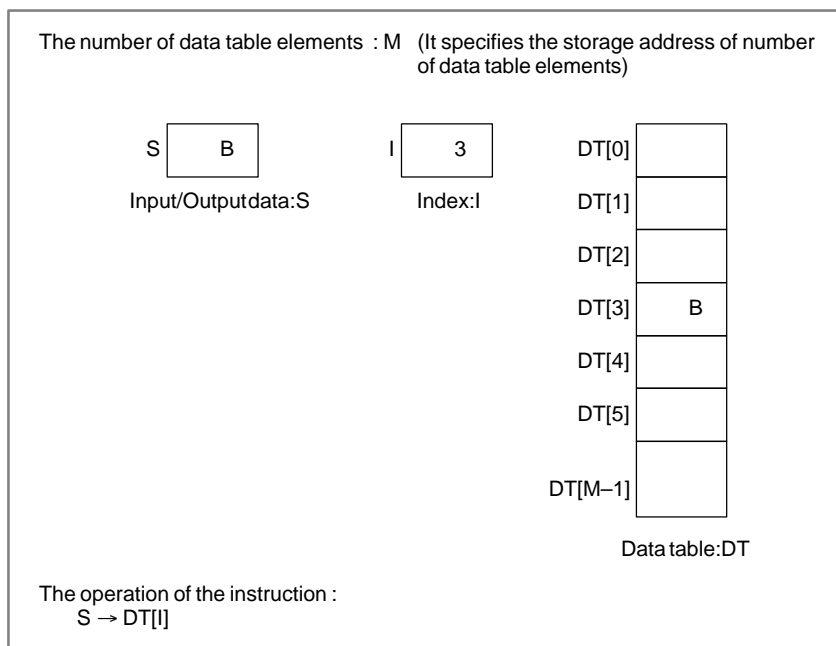 The number of data table elements : M (It specifies the storage address of number
of data table elements)
S B I 3 DT[0]
Input/Output data:S Index:I DT[1]
DT[2]
DT[3] B
DT[4]
DT[5]
DT[M–1]
Data table:DT
The operation of the instruction :
S → DT[I]